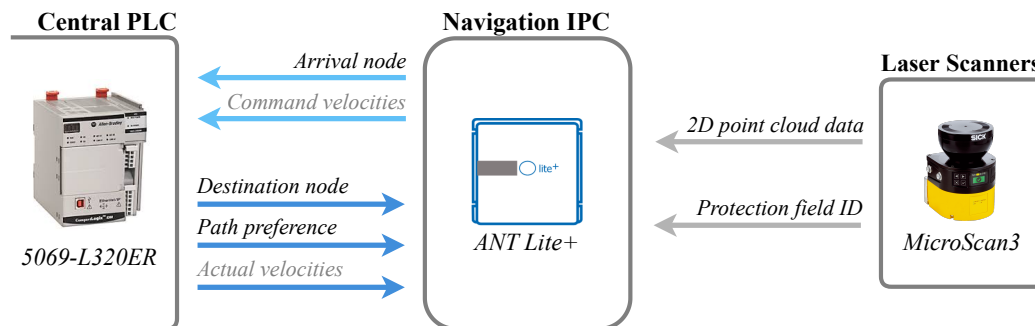 Central PLC
Navigation IPC
Laser Scanners
Arrival node
Command velocities
Destination node
Path preference
Actual velocities
5069-L320ER
lite+
ANT Lite+
2D point cloud data
Protection field ID
SICK
MicroScan3